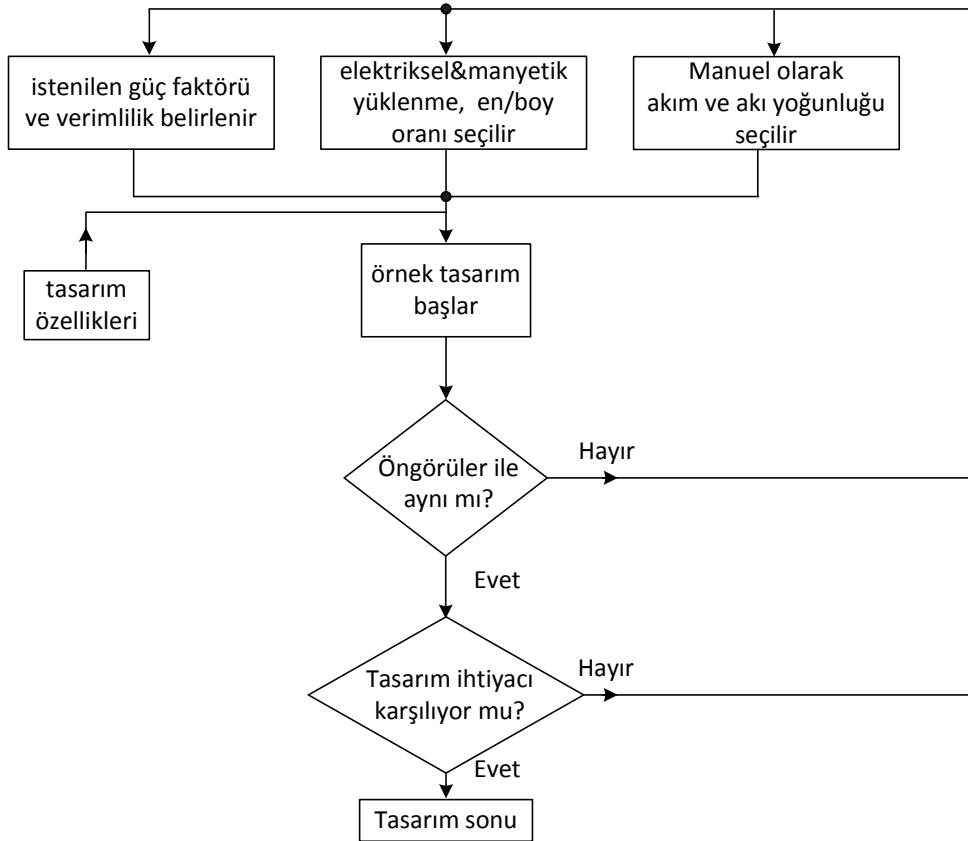 istenilen güç faktörü
ve verimlilik belirlenir
elektriksel&manyetik
yüklenme, en/boy
oranı seçilir
Manuel olarak
akım ve akı yoğunluğu
seçilir
tasarım
özellikleri
örnek tasarım
başlar
Öngörüler ile
aynı mı?
Hayır
Evet
Tasarım ihtiyacı
karşılıyor mu?
Hayır
Evet
Tasarım sonu